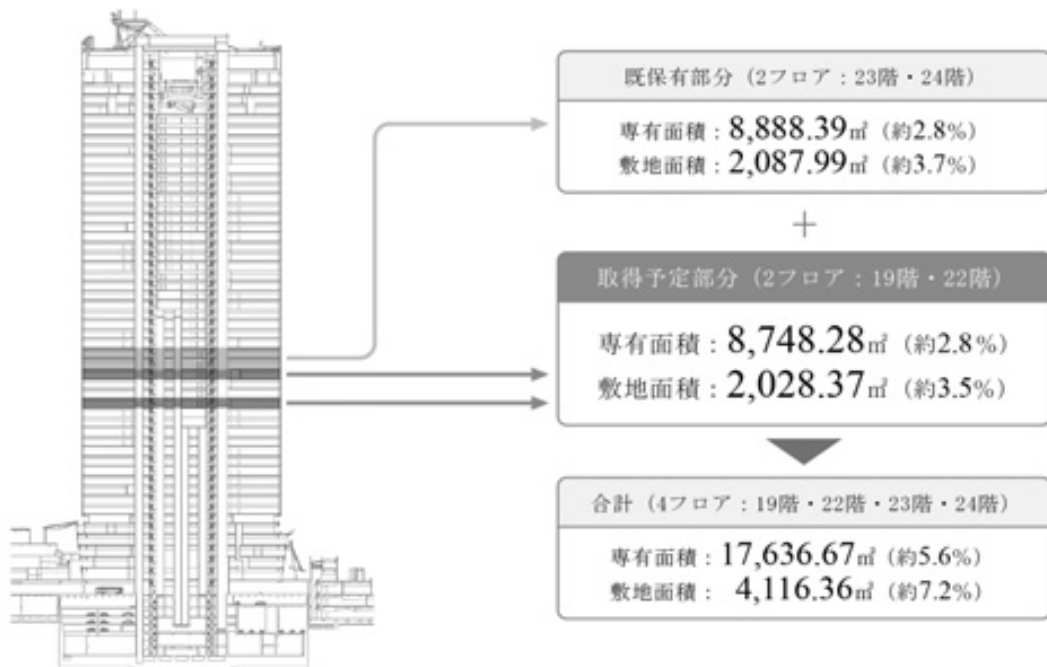 既保有部分（2フロア：23階・24階）
専有面積：8,888.39㎡（約2.8%）
敷地面積：2,087.99㎡（約3.7%）
+
取得予定部分（2フロア：19階・22階）
専有面積：8,748.28㎡（約2.8%）
敷地面積：2,028.37㎡（約3.5%）
合計（4フロア：19階・22階・23階・24階）
専有面積：17,636.67㎡（約5.6%）
敷地面積： 4,116.36㎡（約7.2%）